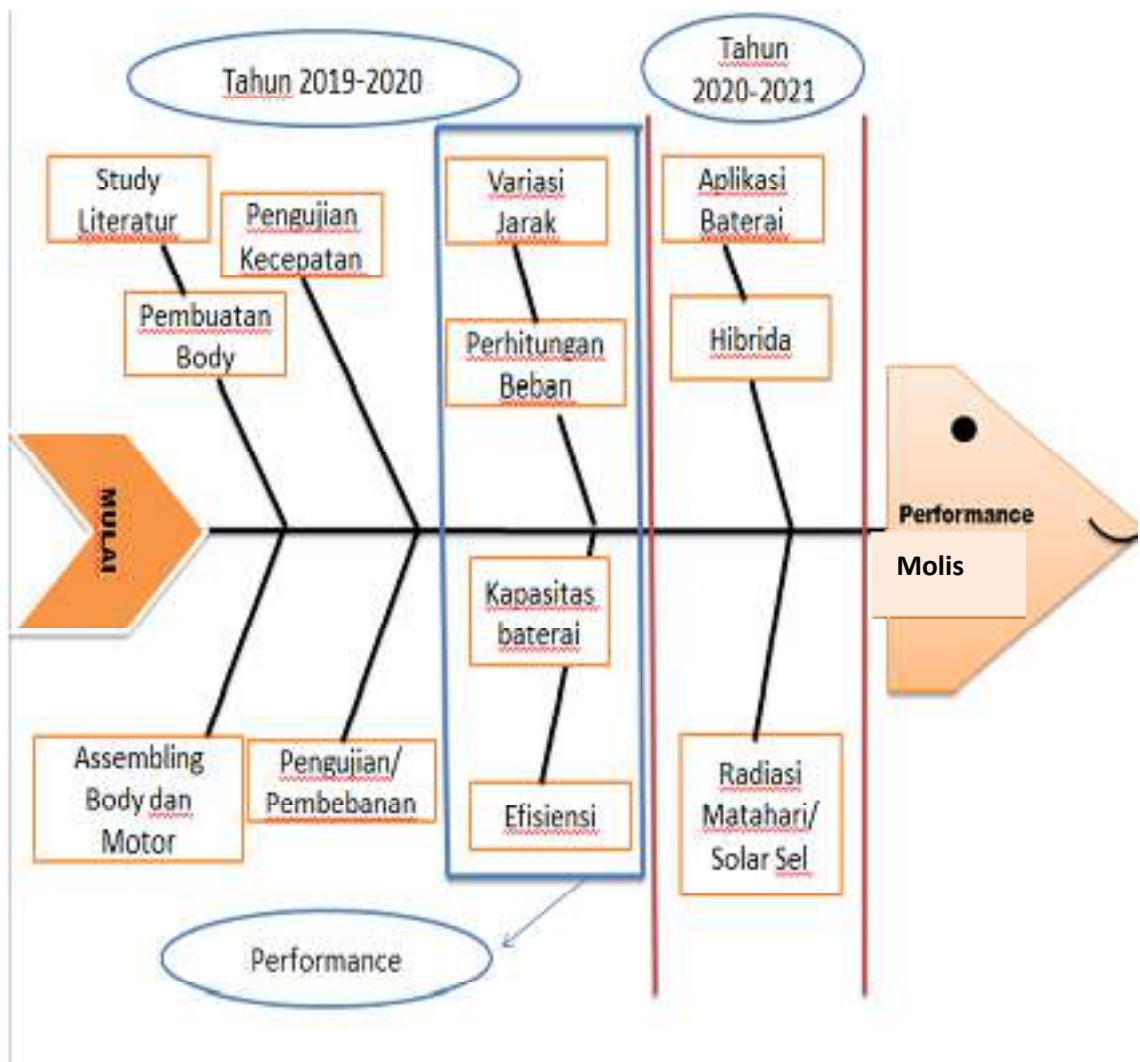 Tahun 2019-2020
Tahun
2020-2021
Study
Literatur
Pengujian
Kecepatan
Variasi
Jarak
Aplikasi
Baterai
Pembuatan
Body
Perhitungan
Beban
Hibrida
MULAI
Performance
Molis
Kapasitas
baterai
Assembling
Body dan
Motor
Pengujian/
Pembebanan
Efisiensi
Radiasi
Matahari/
Solar Sel
Performance